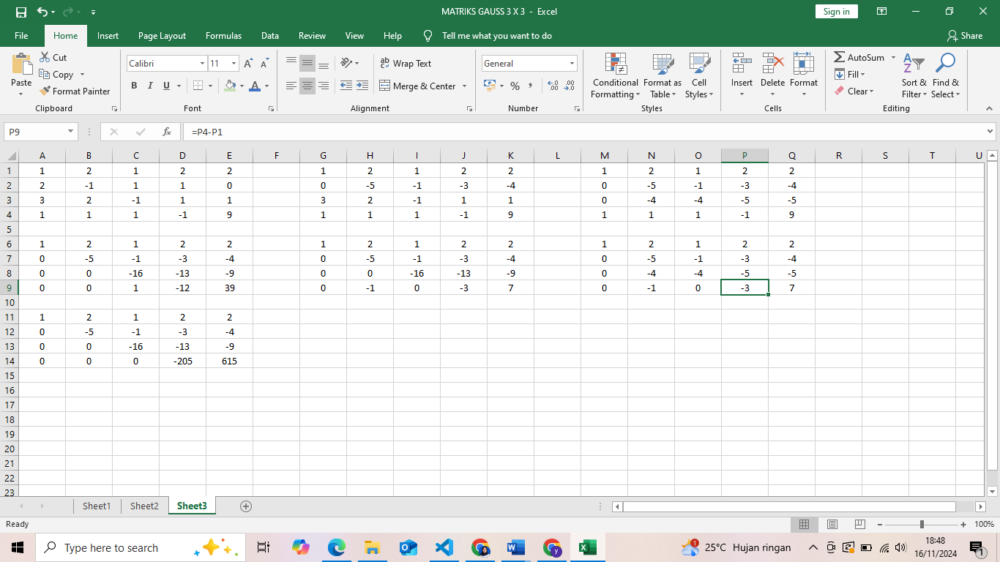 MATRIKS GAUSS 3 X 3 - Excel
Sign in
File Home Insert Page Layout Formulas Data Review View Help Tell me what you want to do Share
Paste
Cut
Copy
Format Painter
Clipboard
Calibri 11
B I U
Font
Wrap Text
Merge & Center
Alignment
General
Number
Conditional Formatting
Format as Table
Cell Styles
Styles
Insert Delete Format
Cells
AutoSum
Fill
Clear
Sort & Filter
Find & Select
Editing
P9 fx =P4-P1
A B C D E F G H I J K L M N O P Q R S T U
1 1 2 1 2 2 1 2 1 2 2 1 2 1 2 2
2 2 -1 1 1 0 0 -5 -1 -3 -4 0 -5 -1 -3 -4
3 3 2 -1 1 1 3 2 -1 1 1 0 -4 -4 -5 -5
4 1 1 1 -1 9 1 1 1 -1 9 1 1 1 -1 9
5
6 1 2 1 2 2 1 2 1 2 2 1 2 1 2 2
7 0 -5 -1 -3 -4 0 -5 -1 -3 -4 0 -5 -1 -3 -4
8 0 0 -16 -13 -9 0 0 -16 -13 -9 0 -4 -4 -5 -5
9 0 0 1 -12 39 0 -1 0 -3 7 0 -1 0 -3 7
10
11 1 2 1 2 2
12 0 -5 -1 -3 -4
13 0 0 -16 -13 -9
14 0 0 0 -205 615
15
16
17
18
19
20
21
22
23
Sheet1 Sheet2 Sheet3
Ready 100%
Type here to search
25°C Hujan ringan
18:48
16/11/2024
1